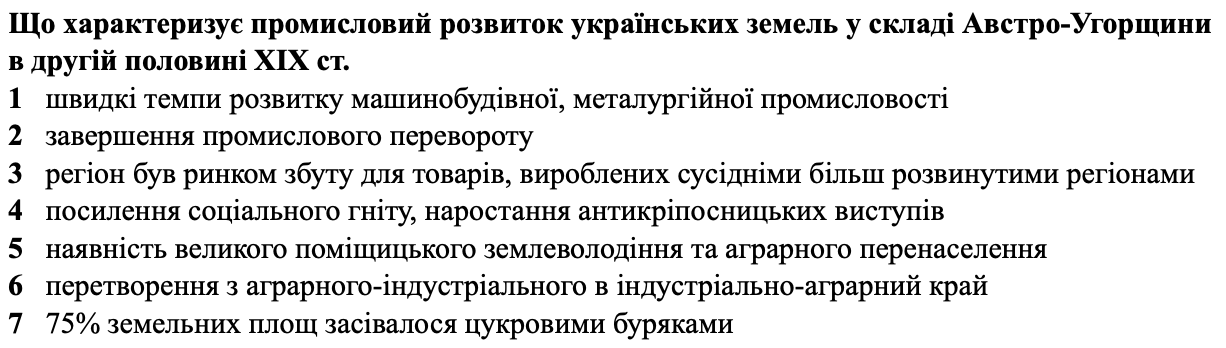 Що характеризує промисловий розвиток українських земель у складі Австро-Угорщини
в другій половині XIX ст.
1 швидкі темпи розвитку машинобудівної, металургійної промисловості
2 завершення промислового перевороту
3 регіон був ринком збуту для товарів, вироблених сусідніми більш розвинутими регіонами
4 посилення соціального гніту, наростання антикріпосницьких виступів
5 наявність великого поміщицького землеволодіння та аграрного перенаселення
6 перетворення з аграрного-індустріального в індустріально-аграрний край
7 75% земельних площ засівалося цукровими буряками